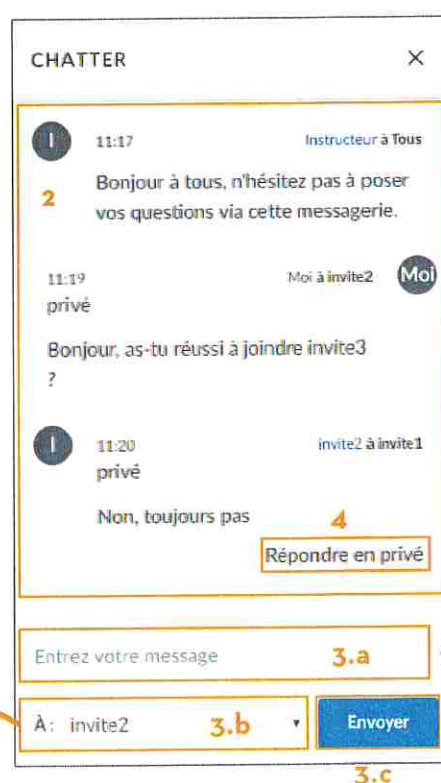 CHATTER ×
I 11:17 Instructeur à Tous
2 Bonjour à tous, n'hésitez pas à poser
vos questions via cette messagerie.
11:19 Moi à invite2 Moi
privé
Bonjour, as-tu réussi à joindre invite3
?
I 11:20 invite2 à invite1
privé
Non, toujours pas 4
Répondre en privé
Entrez votre message 3.a
À : invite2 3.b Envoyer
3.c